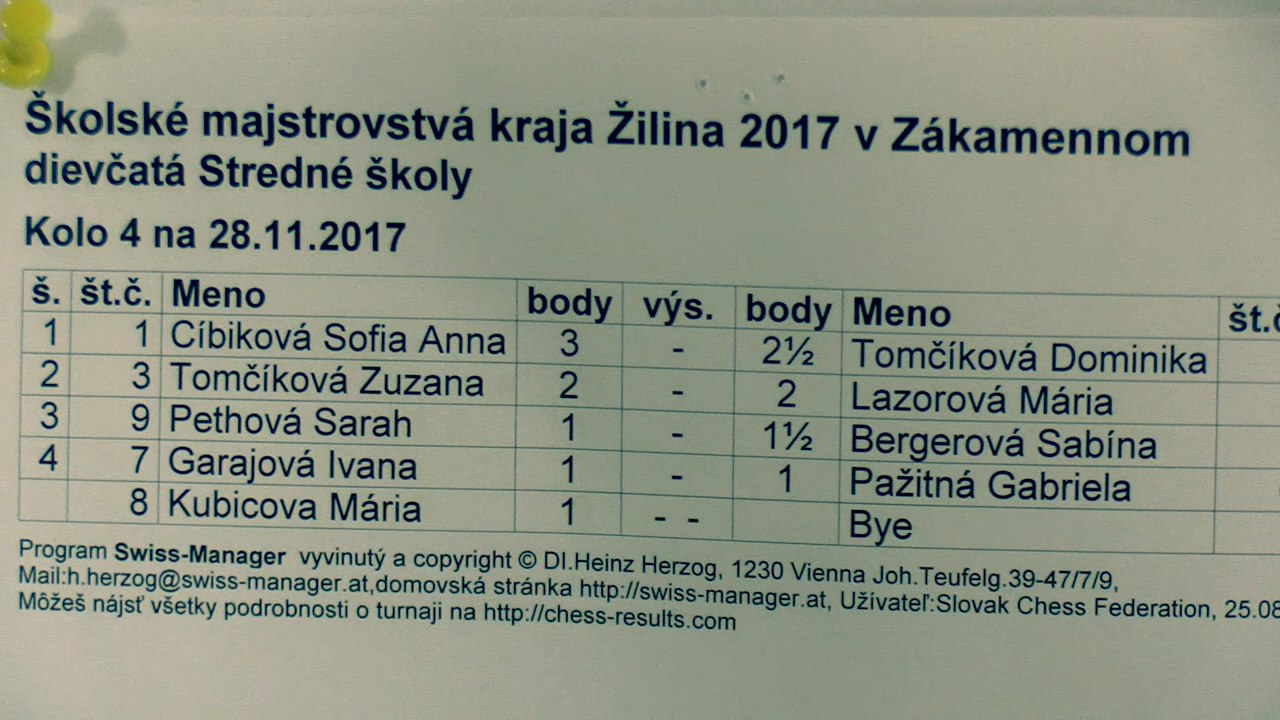 Školské majstrovstvá kraja Žilina 2017 v Zákamennom
dievčatá Stredné školy
Kolo 4 na 28.11.2017
š. št.č. Meno body výs. body Meno
1 1 Cíbiková Sofia Anna 3 - 2½ Tomčíková Dominika
2 3 Tomčíková Zuzana 2 - 2 Lazorová Mária
3 9 Pethová Sarah 1 - 1½ Bergerová Sabína
4 7 Garajová Ivana 1 - 1 Pažitná Gabriela
8 Kubicova Mária 1 - - Bye
Program Swiss-Manager vyvinutý a copyright © DI.Heinz Herzog, 1230 Vienna Joh.Teufelg.39-47/7/9,
Mail:h.herzog@swiss-manager.at,domovská stránka http://swiss-manager.at, Užívateľ:Slovak Chess Federation, 25.08
Môžeš nájsť všetky podrobnosti o turnaji na http://chess-results.com